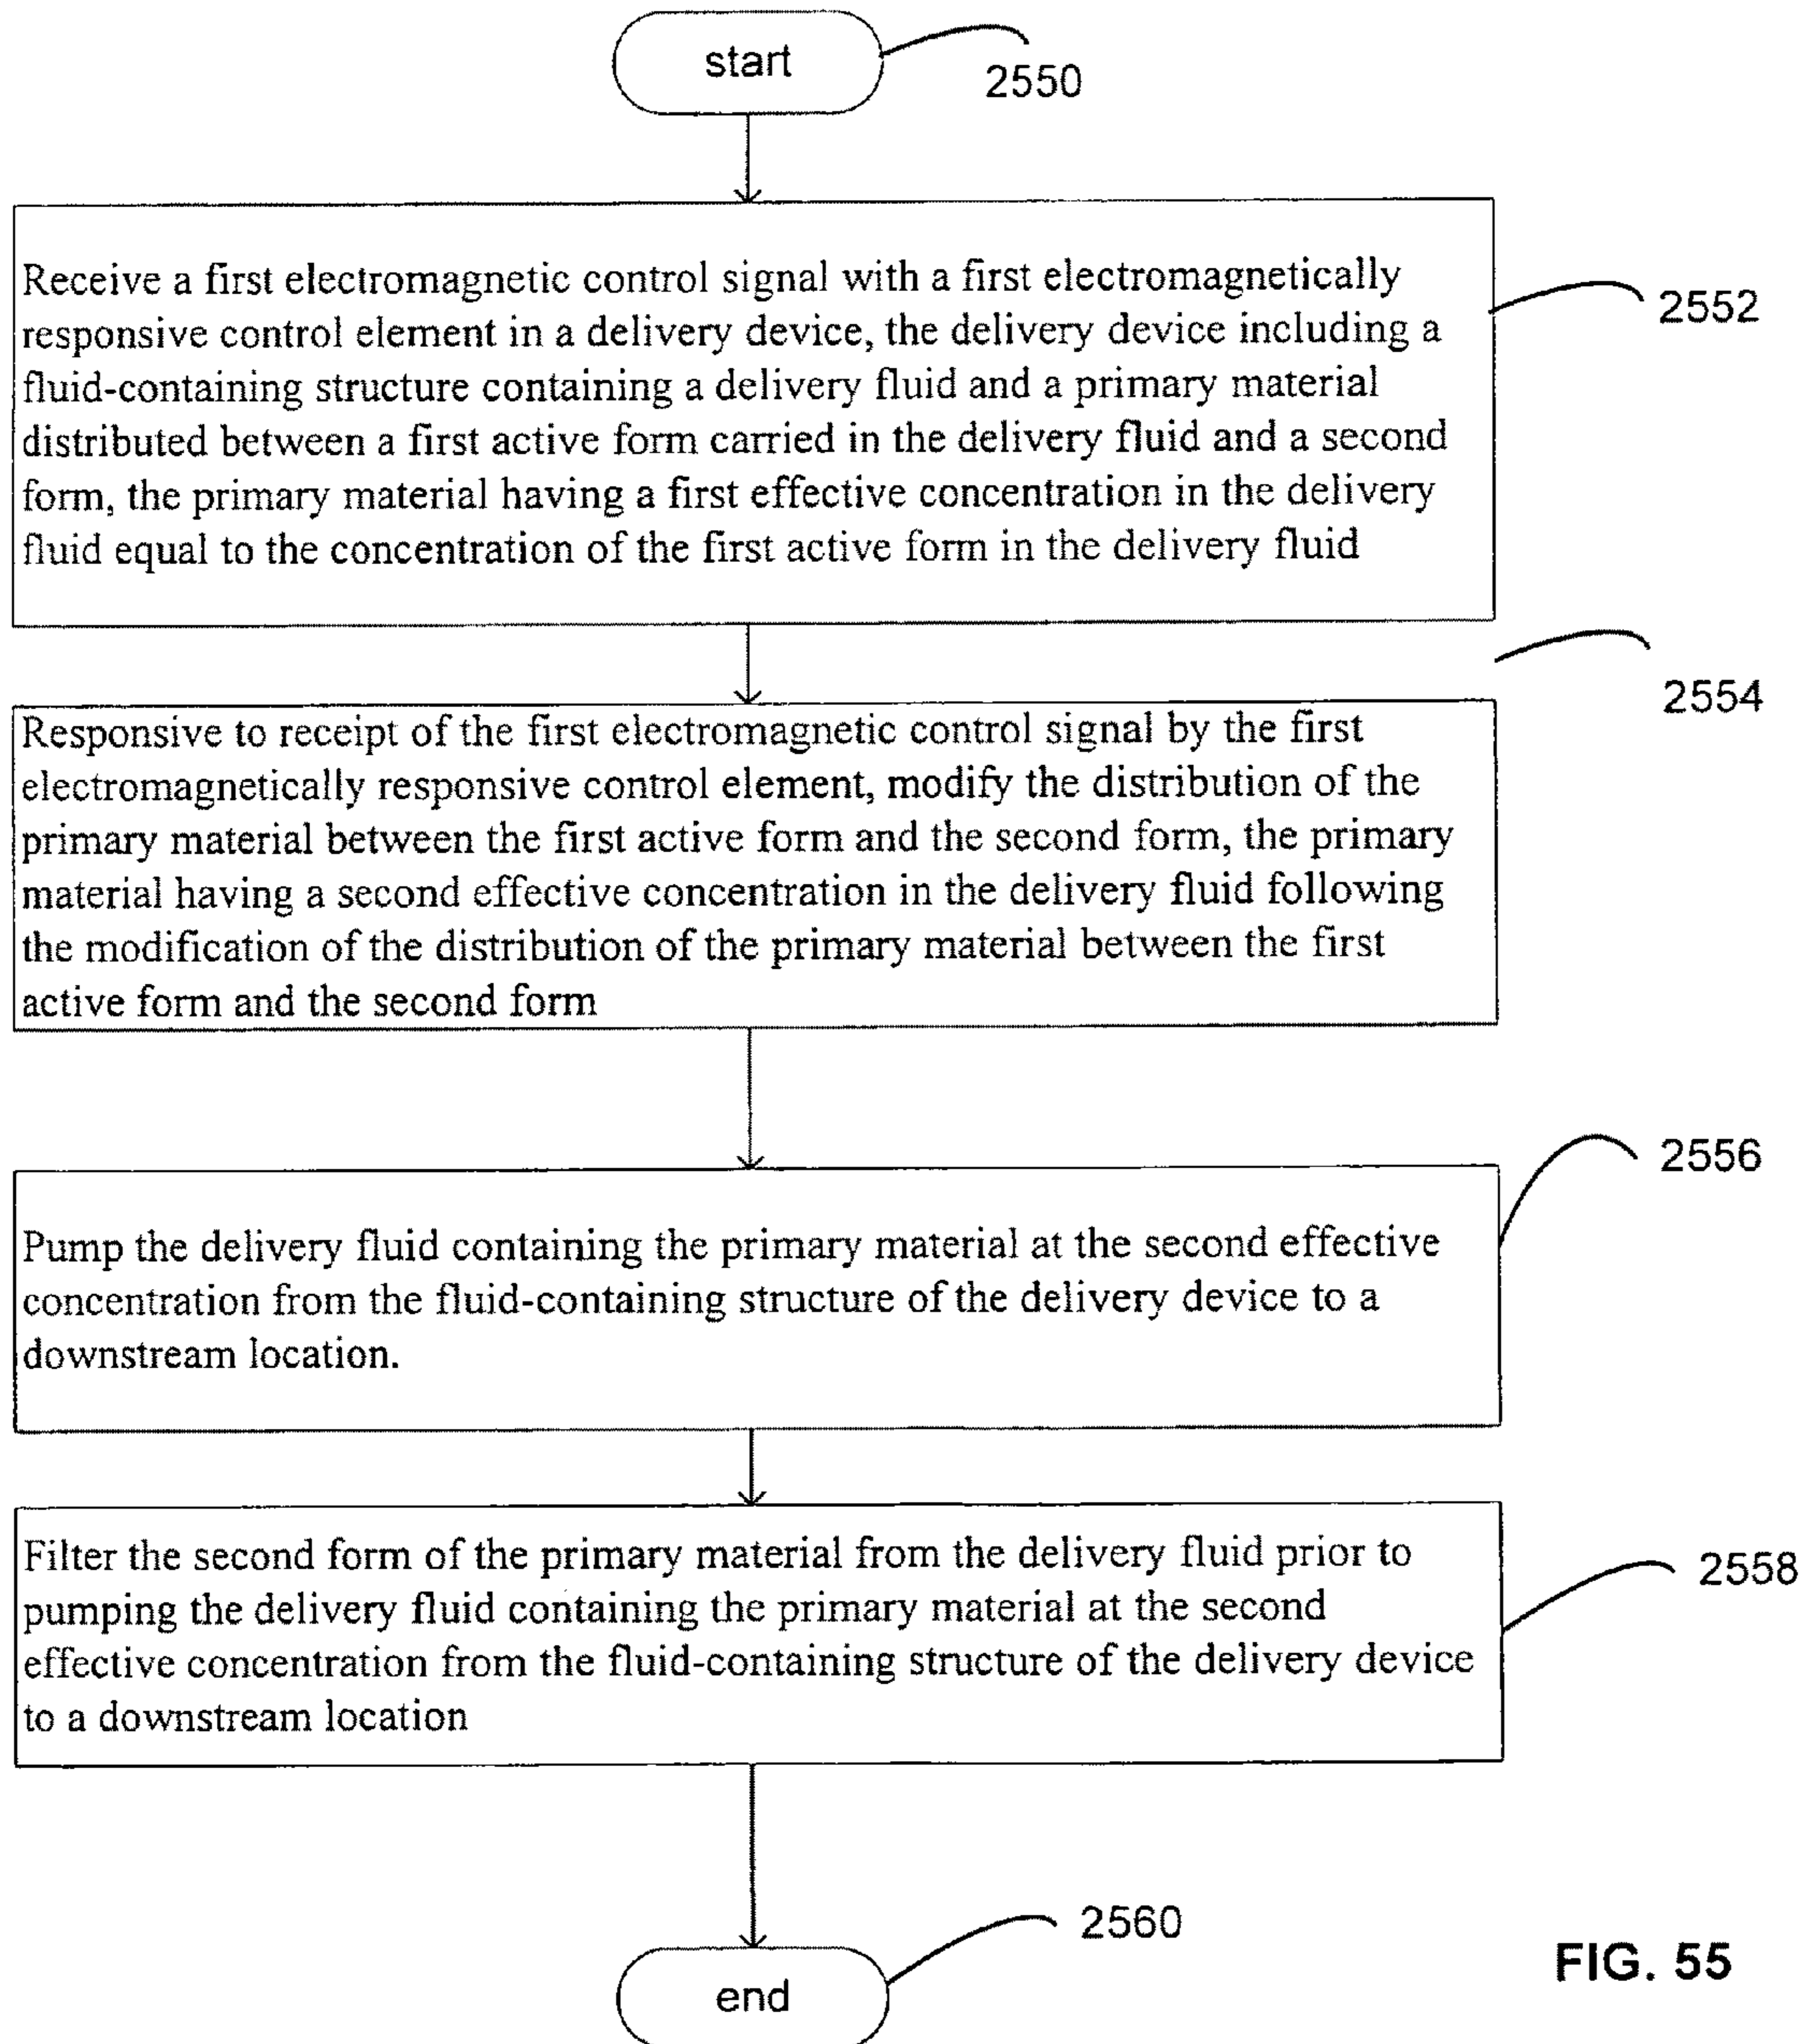 start
2550
Receive a first electromagnetic control signal with a first electromagnetically
responsive control element in a delivery device, the delivery device including a
fluid-containing structure containing a delivery fluid and a primary material
distributed between a first active form carried in the delivery fluid and a second
form, the primary material having a first effective concentration in the delivery
fluid equal to the concentration of the first active form in the delivery fluid
2552
2554
Responsive to receipt of the first electromagnetic control signal by the first
electromagnetically responsive control element, modify the distribution of the
primary material between the first active form and the second form, the primary
material having a second effective concentration in the delivery fluid following
the modification of the distribution of the primary material between the first
active form and the second form
2556
Pump the delivery fluid containing the primary material at the second effective
concentration from the fluid-containing structure of the delivery device to a
downstream location.
Filter the second form of the primary material from the delivery fluid prior to
pumping the delivery fluid containing the primary material at the second
effective concentration from the fluid-containing structure of the delivery device
to a downstream location
2558
2560
end
FIG. 55